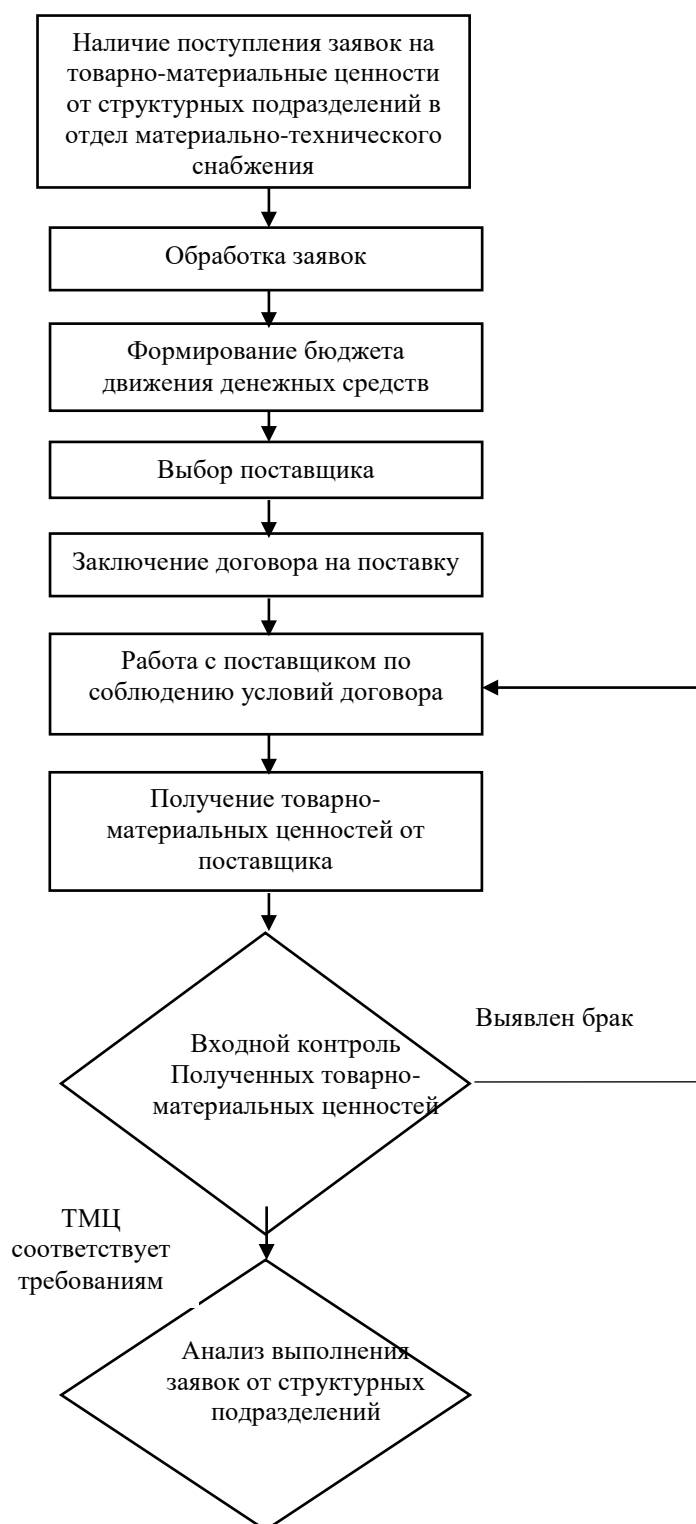 Наличие поступления заявок на
товарно-материальные ценности
от структурных подразделений в
отдел материально-технического
снабжения
Обработка заявок
Формирование бюджета
движения денежных средств
Выбор поставщика
Заключение договора на поставку
Работа с поставщиком по
соблюдению условий договора
Получение товарно-
материальных ценностей от
поставщика
Выявлен брак
Входной контроль
Полученных товарно-
материальных ценностей
ТМЦ
соответствует
требованиям
Анализ выполнения
заявок от структурных
подразделений